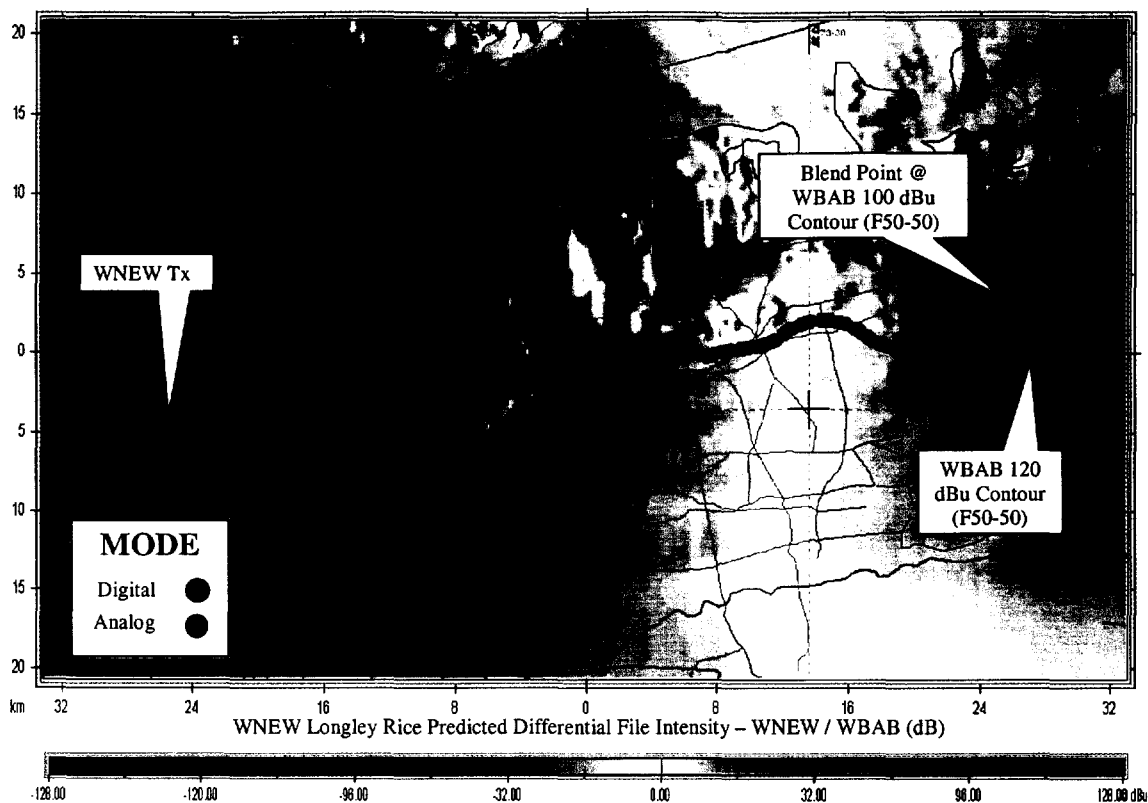 20
15
10
5
0
5
10
15
20
WNEW Tx
Blend Point @
WBAB 100 dBu
Contour (F50-50)
WBAB 120
dBu Contour
(F50-50)
MODE
Digital
Analog
km 32 24 16 8 0 8 16 24 32
WNEW Longley Rice Predicted Differential File Intensity – WNEW / WBAB (dB)
-128.00 -120.00 -96.00 -32.00 0.00 32.00 96.00 128.00 dBu